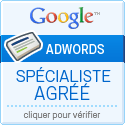 Google™
ADWORDS
SPÉCIALISTE
AGRÉÉ
cliquer pour vérifier